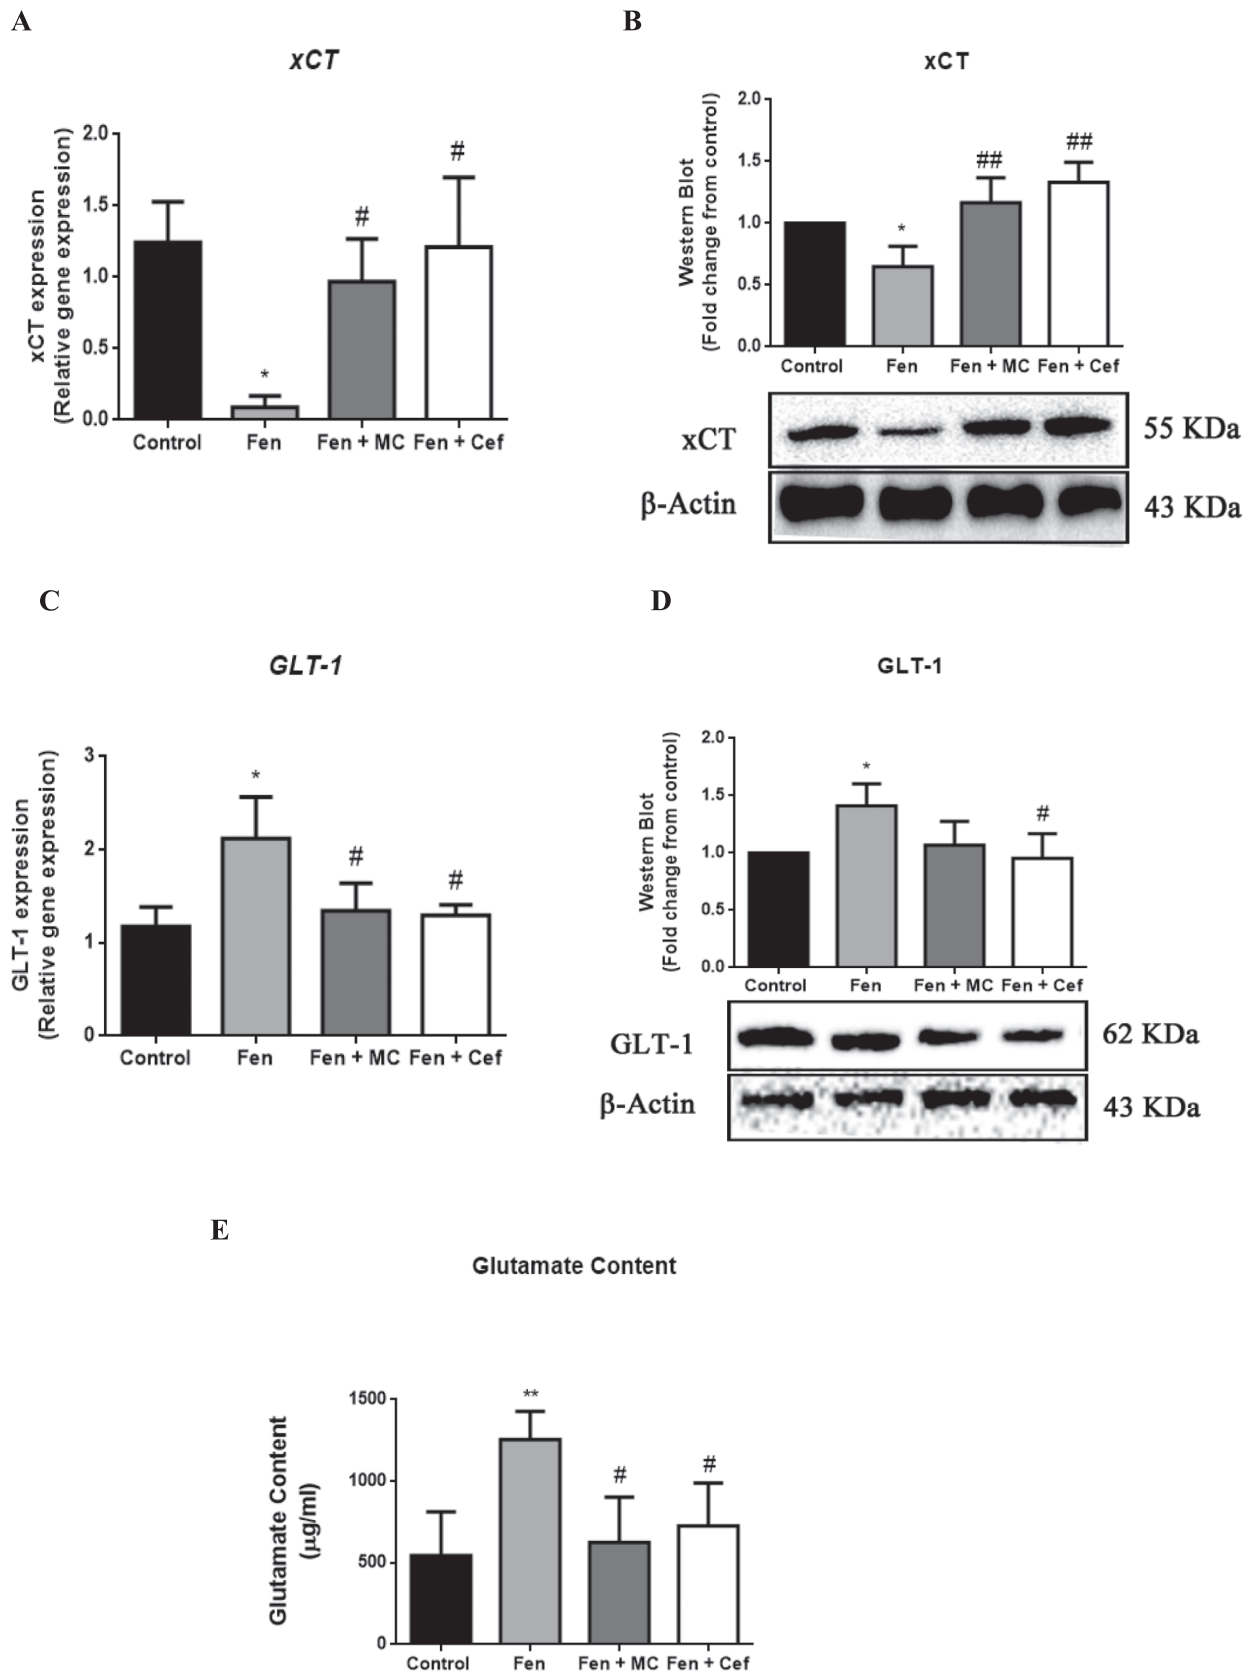 A
xCT
xCT expression
(Relative gene expression)
2.0
1.5
1.0
0.5
0.0
*
#
#
Control Fen Fen + MC Fen + Cef
B
xCT
Western Blot
(Fold change from control)
2.0
1.5
1.0
0.5
0.0
*
##
##
Control Fen Fen + MC Fen + Cef
xCT 55 KDa
β-Actin 43 KDa
C
GLT-1
GLT-1 expression
(Relative gene expression)
3
2
1
0
*
#
#
Control Fen Fen + MC Fen + Cef
D
GLT-1
Western Blot
(Fold change from control)
2.0
1.5
1.0
0.5
0.0
*
#
Control Fen Fen + MC Fen + Cef
GLT-1 62 KDa
β-Actin 43 KDa
E
Glutamate Content
Glutamate Content
(µg/ml)
1500
1000
500
0
**
#
#
Control Fen Fen + MC Fen + Cef